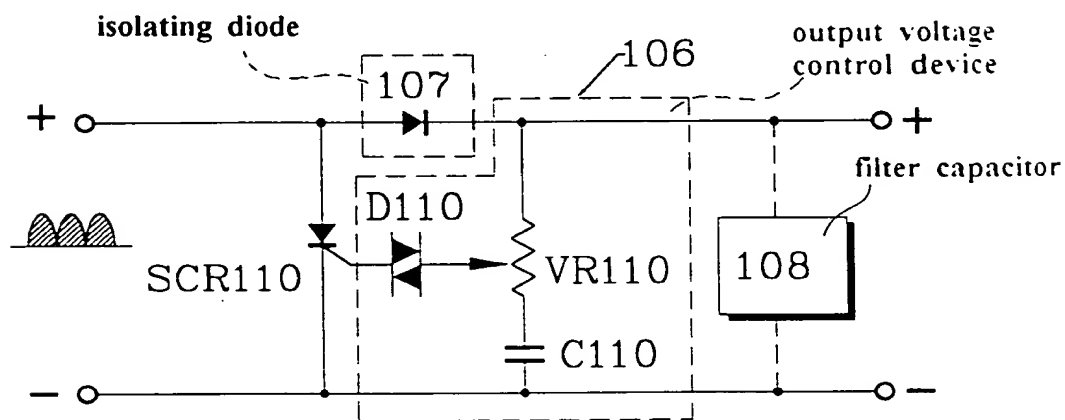 isolating diode
output voltage
control device
106
107
+
+
filter capacitor
D110
SCR110
VR110
108
C110
−
−